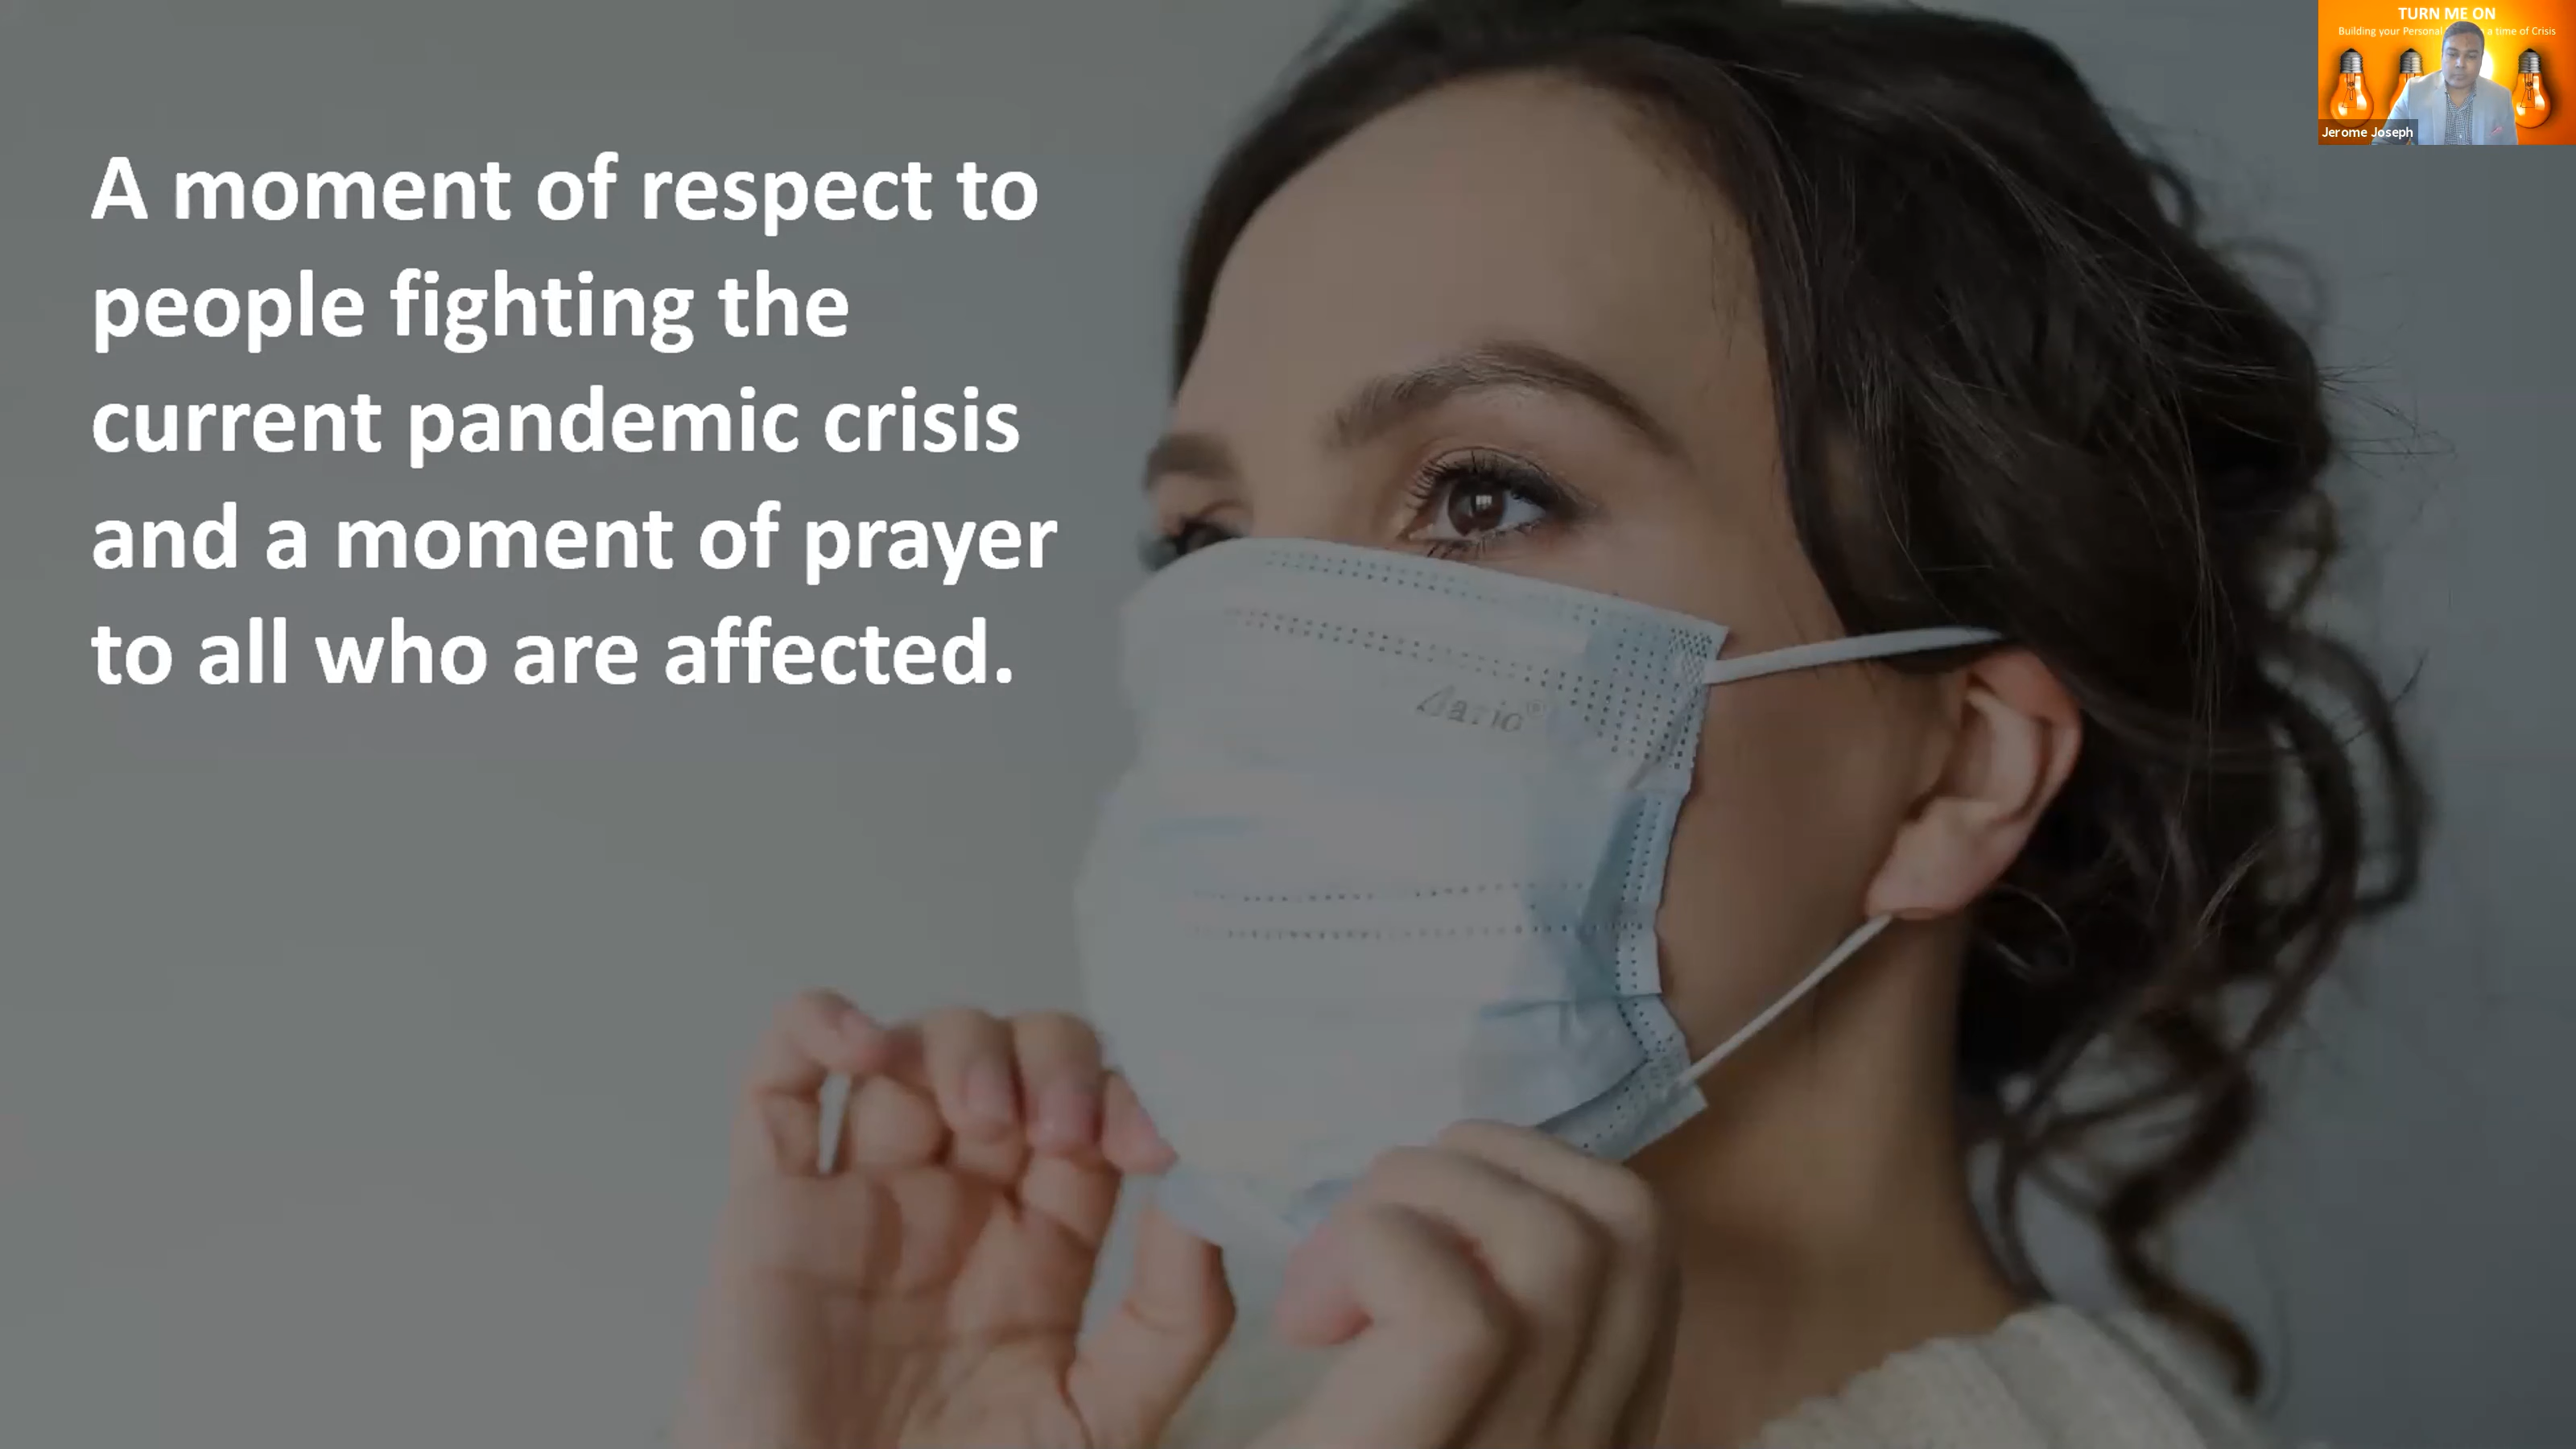 TURN ME ON
Building your Personal a time of Crisis
Jerome Joseph
A moment of respect to
people fighting the
current pandemic crisis
and a moment of prayer
to all who are affected.